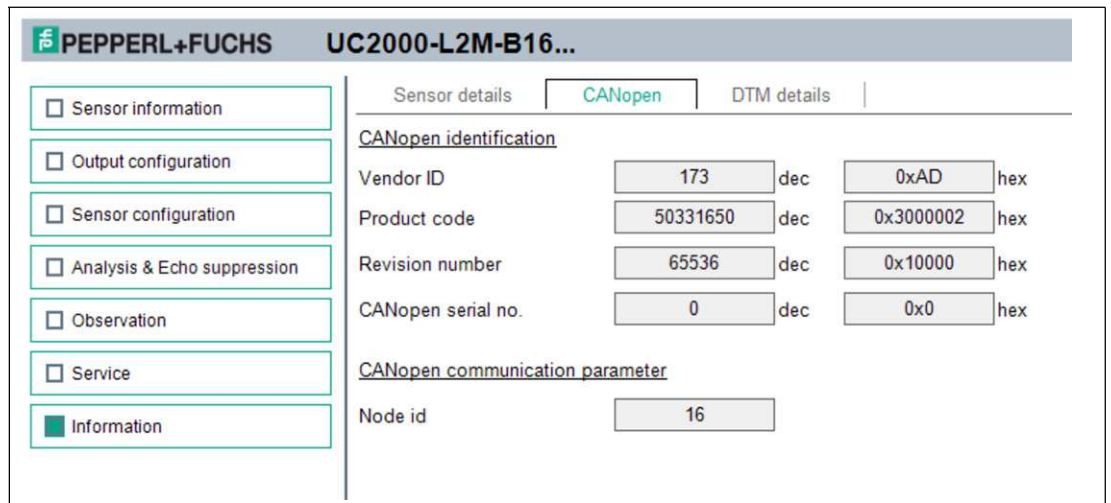 PEPPERL+FUCHS UC2000-L2M-B16...
Sensor information
Output configuration
Sensor configuration
Analysis & Echo suppression
Observation
Service
Information
Sensor details CANopen DTM details
CANopen identification
Vendor ID 173 dec 0xAD hex
Product code 50331650 dec 0x3000002 hex
Revision number 65536 dec 0x10000 hex
CANopen serial no. 0 dec 0x0 hex
CANopen communication parameter
Node id 16